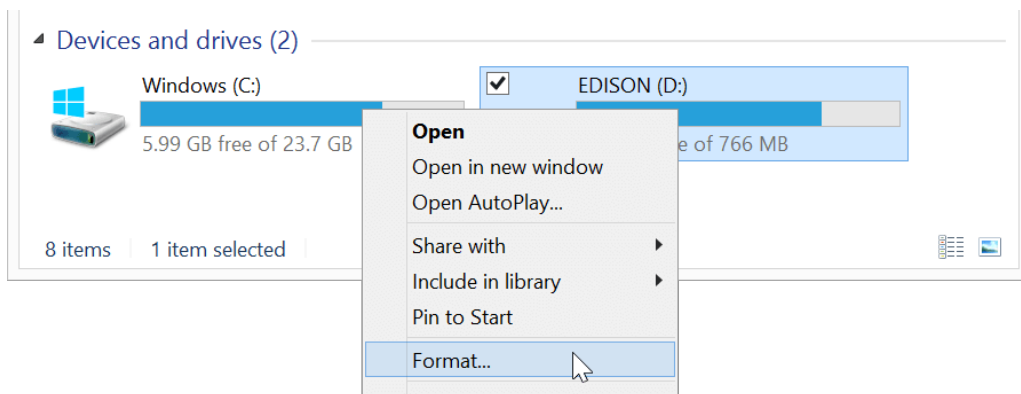 Devices and drives (2)
Windows (C:)
5.99 GB free of 23.7 GB
EDISON (D:)
of 766 MB
Open
Open in new window
Open AutoPlay...
Share with
Include in library
Pin to Start
Format...
8 items
1 item selected